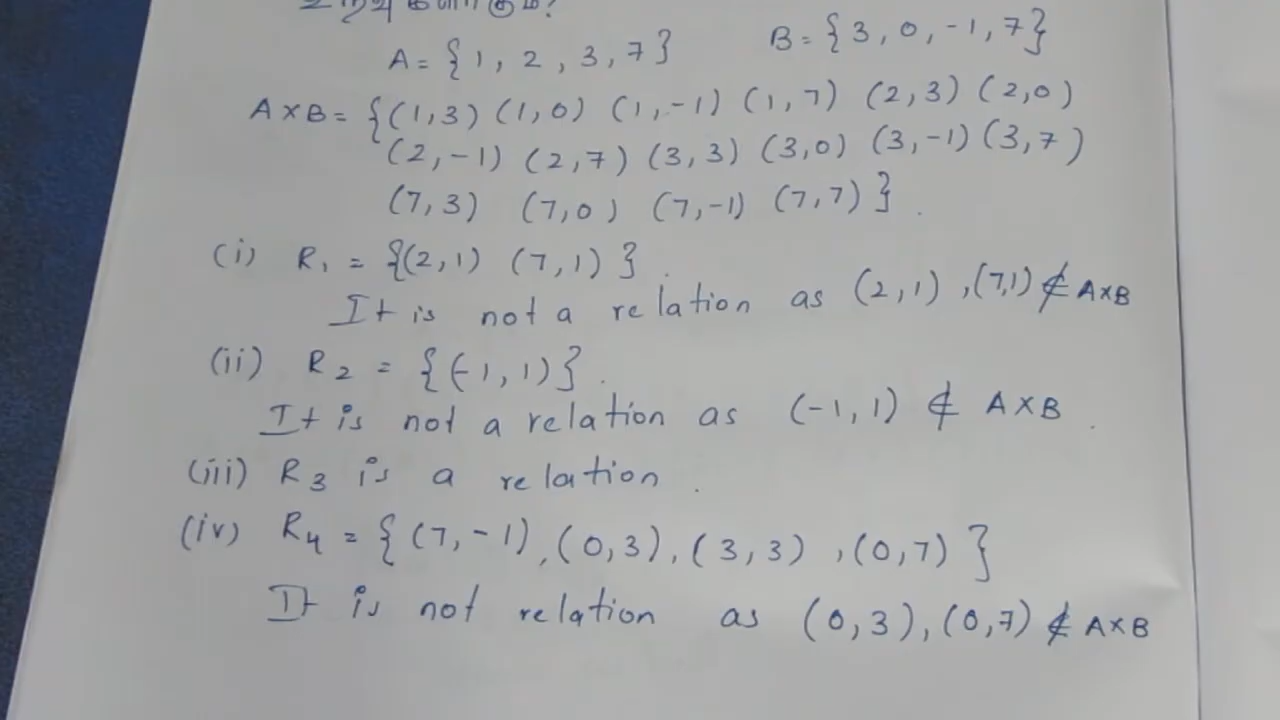 A = {1, 2, 3, 7} B = {3, 0, -1, 7}
A×B = {(1,3) (1,0) (1,-1) (1,7) (2,3) (2,0)
(2,-1) (2,7) (3,3) (3,0) (3,-1) (3,7)
(7,3) (7,0) (7,-1) (7,7)}.
(i) R₁ = {(2,1) (7,1)}.
It is not a relation as (2,1), (7,1) ∉ A×B
(ii) R₂ = {(-1,1)}.
It is not a relation as (-1,1) ∉ A×B.
(iii) R₃ is a relation.
(iv) R₄ = {(7,-1), (0,3), (3,3), (0,7)}
It is not relation as (0,3), (0,7) ∉ A×B